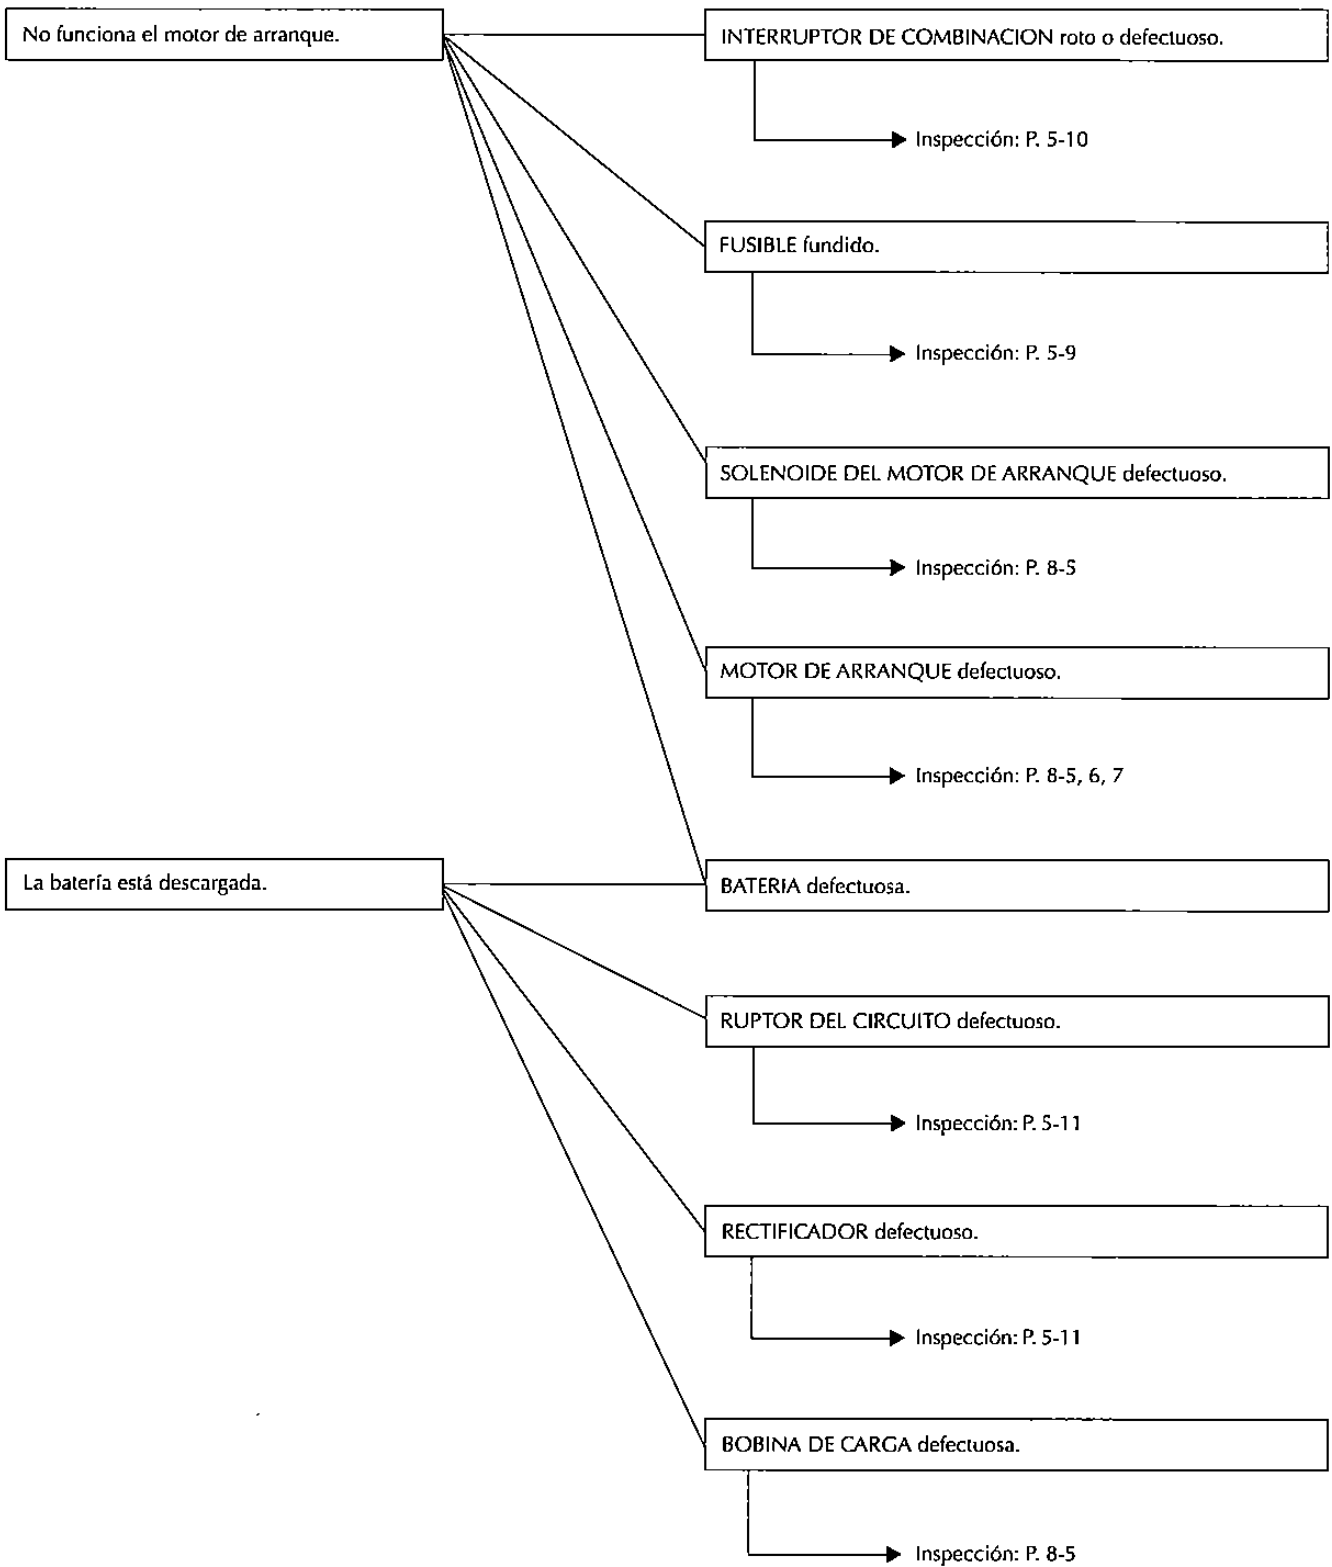 No funciona el motor de arranque.
INTERRUPTOR DE COMBINACION roto o defectuoso.
Inspección: P. 5-10
FUSIBLE fundido.
Inspección: P. 5-9
SOLENOIDE DEL MOTOR DE ARRANQUE defectuoso.
Inspección: P. 8-5
MOTOR DE ARRANQUE defectuoso.
Inspección: P. 8-5, 6, 7
La batería está descargada.
BATERIA defectuosa.
RUPTOR DEL CIRCUITO defectuoso.
Inspección: P. 5-11
RECTIFICADOR defectuoso.
Inspección: P. 5-11
BOBINA DE CARGA defectuosa.
Inspección: P. 8-5